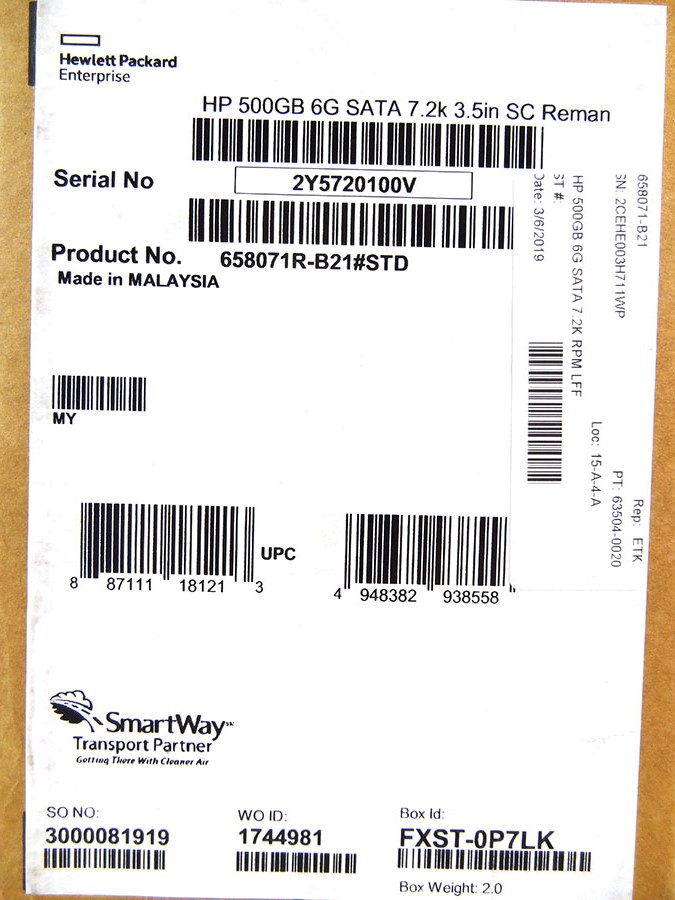 Hewlett Packard
Enterprise
HP 500GB 6G SATA 7.2k 3.5in SC Reman
Serial No
2Y5720100V
Product No.
658071R-B21#STD
Made in MALAYSIA
MY
8 87111 18121 3
UPC
4 948382 938558
658071-B21
SN: 2CEHE003H711WP
PT: 63504-0020
Rep: ETK
HP 500GB 6G SATA 7.2K RPM LFF
Loc: 15-A-4-A
ST #:
Date: 3/6/2019
SmartWay
Transport Partner
Getting There With Cleaner Air
SO NO:
3000081919
WO ID:
1744981
Box Id:
FXST-0P7LK
Box Weight: 2.0